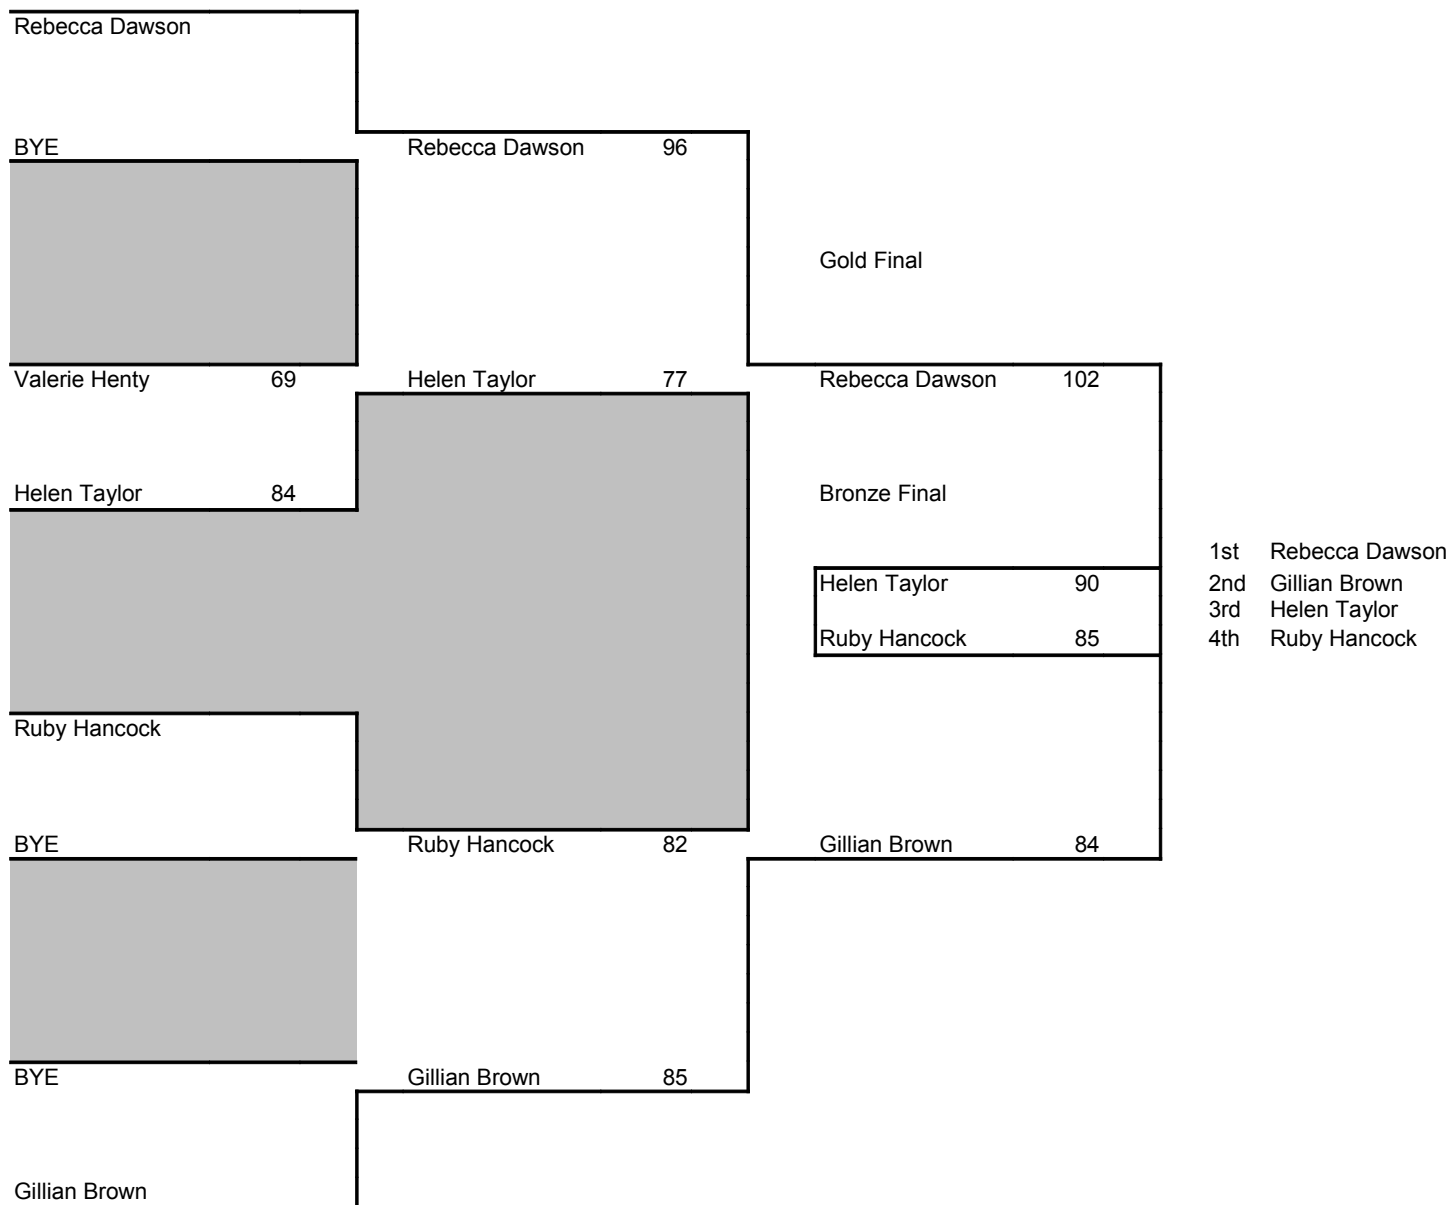 Rebecca Dawson
BYE Rebecca Dawson 96
Gold Final
Valerie Henty 69 Helen Taylor 77 Rebecca Dawson 102
Helen Taylor 84 Bronze Final
1st Rebecca Dawson
Helen Taylor 90 2nd Gillian Brown
3rd Helen Taylor
Ruby Hancock 85 4th Ruby Hancock
Ruby Hancock
BYE Ruby Hancock 82 Gillian Brown 84
BYE Gillian Brown 85
Gillian Brown